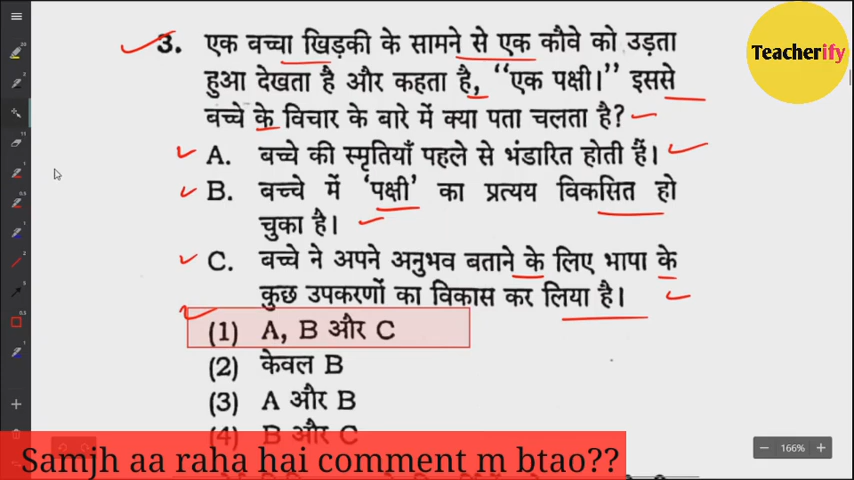 Teacherify
3. एक बच्चा खिड़की के सामने से एक कौवे को उड़ता
हुआ देखता है और कहता है, ‘‘एक पक्षी।’’ इससे
बच्चे के विचार के बारे में क्या पता चलता है?
A. बच्चे की स्मृतियाँ पहले से भंडारित होती हैं।
B. बच्चे में ‘पक्षी’ का प्रत्यय विकसित हो
चुका है।
C. बच्चे ने अपने अनुभव बताने के लिए भाषा के
कुछ उपकरणों का विकास कर लिया है।
(1) A, B और C
(2) केवल B
(3) A और B
(4) B और C
Samjh aa raha hai comment m btao??
166%